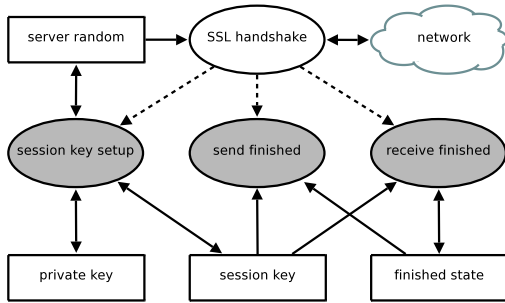 server random
SSL handshake
network
session key setup
send finished
receive finished
private key
session key
finished state